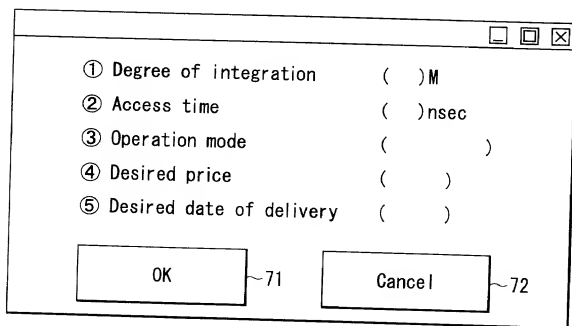 ① Degree of integration ( )M
② Access time ( )nsec
③ Operation mode ( )
④ Desired price ( )
⑤ Desired date of delivery ( )
OK 71 Cancel 72